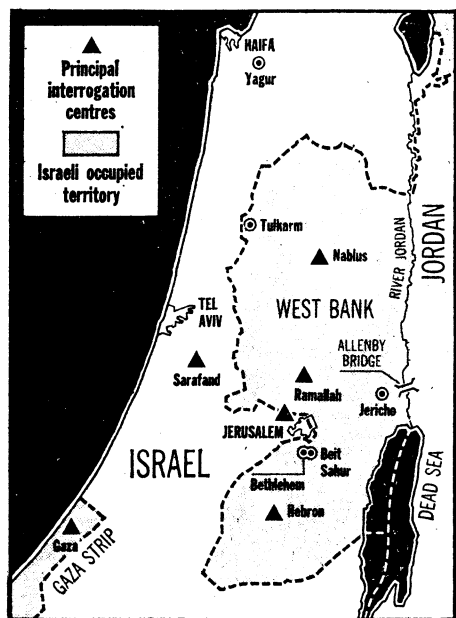 Principal
interrogation
centres
Israeli occupied
territory
HAIFA
Yagur
Tulkarm
Nablus
RIVER JORDAN
JORDAN
WEST BANK
TEL
AVIV
ALLENBY
BRIDGE
Sarafand
Ramallah
Jericho
JERUSALEM
ISRAEL
Beit
Sahur
Bethlehem
Hebron
DEAD SEA
Gaza
GAZA STRIP